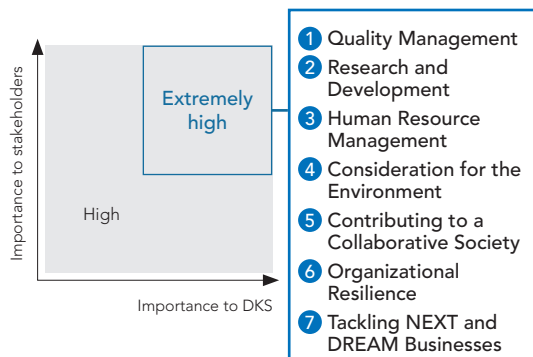 Importance to stakeholders
Extremely
high
High
Importance to DKS
1 Quality Management
2 Research and
Development
3 Human Resource
Management
4 Consideration for the
Environment
5 Contributing to a
Collaborative Society
6 Organizational
Resilience
7 Tackling NEXT and
DREAM Businesses